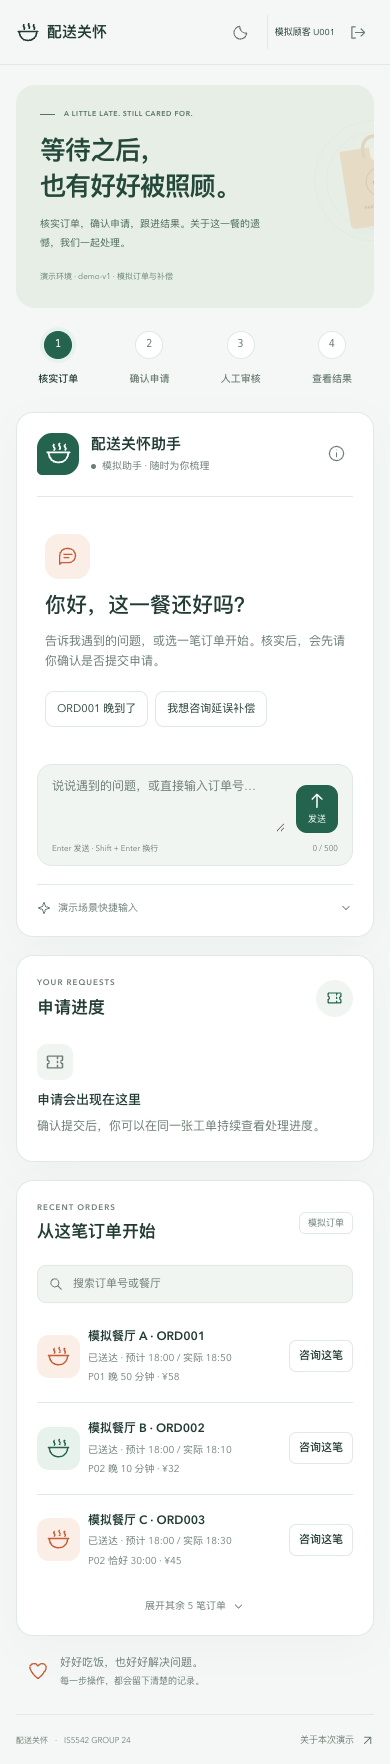 配送关怀
模拟顾客 U001
A LITTLE LATE. STILL CARED FOR.
等待之后，
也有好好被照顾。
核实订单，确认申请，跟进结果。关于这一餐的遗
憾，我们一起处理。
演示环境 · demo-v1 · 模拟订单与补偿
1
2
3
4
核实订单
确认申请
人工审核
查看结果
配送关怀助手
模拟助手 · 随时为你梳理
你好，这一餐还好吗？
告诉我遇到的问题，或选一笔订单开始。核实后，会先请
你确认是否提交申请。
ORD001 晚到了
我想咨询延误补偿
说说遇到的问题，或直接输入订单号…
发送
Enter 发送 · Shift + Enter 换行
0 / 500
演示场景快捷输入
YOUR REQUESTS
申请进度
申请会出现在这里
确认提交后，你可以在同一张工单持续查看处理进度。
RECENT ORDERS
从这笔订单开始
模拟订单
搜索订单号或餐厅
模拟餐厅 A · ORD001
已送达 · 预计 18:00 / 实际 18:50
P01 晚 50 分钟 · ¥58
咨询这笔
模拟餐厅 B · ORD002
已送达 · 预计 18:00 / 实际 18:10
P02 晚 10 分钟 · ¥32
咨询这笔
模拟餐厅 C · ORD003
已送达 · 预计 18:00 / 实际 18:30
P02 恰好 30:00 · ¥45
咨询这笔
展开其余 5 笔订单
好好吃饭，也好好解决问题。
每一步操作，都会留下清楚的记录。
配送关怀 · IS5542 GROUP 24
关于本次演示